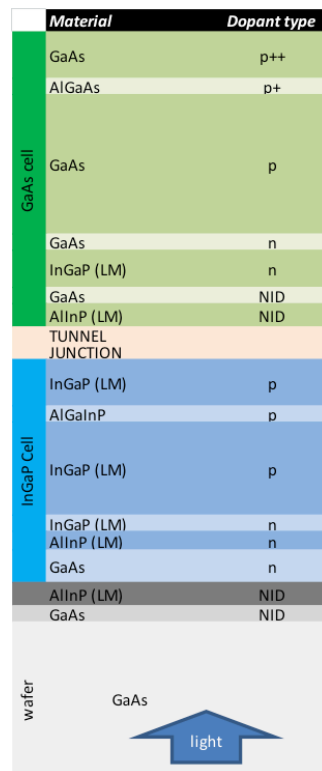 Material Dopant type
GaAs p++
AlGaAs p+
GaAs cell
GaAs p
GaAs n
InGaP (LM) n
GaAs NID
AlInP (LM) NID
TUNNEL
JUNCTION
InGaP (LM) p
AlGaInP p
InGaP Cell
InGaP (LM) p
InGaP (LM) n
AlInP (LM) n
GaAs n
AlInP (LM) NID
GaAs NID
wafer
GaAs
light